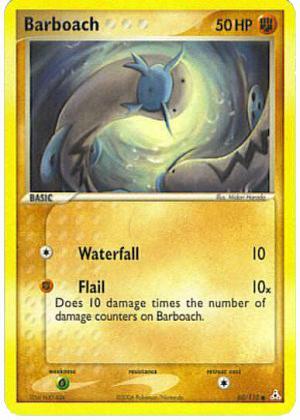 Barboach
50 HP
BASIC
Illus. Midori Harada
Waterfall 10
Flail 10x
Does 10 damage times the number of
damage counters on Barboach.
weakness resistance retreat cost
©2006 Pokémon/Nintendo